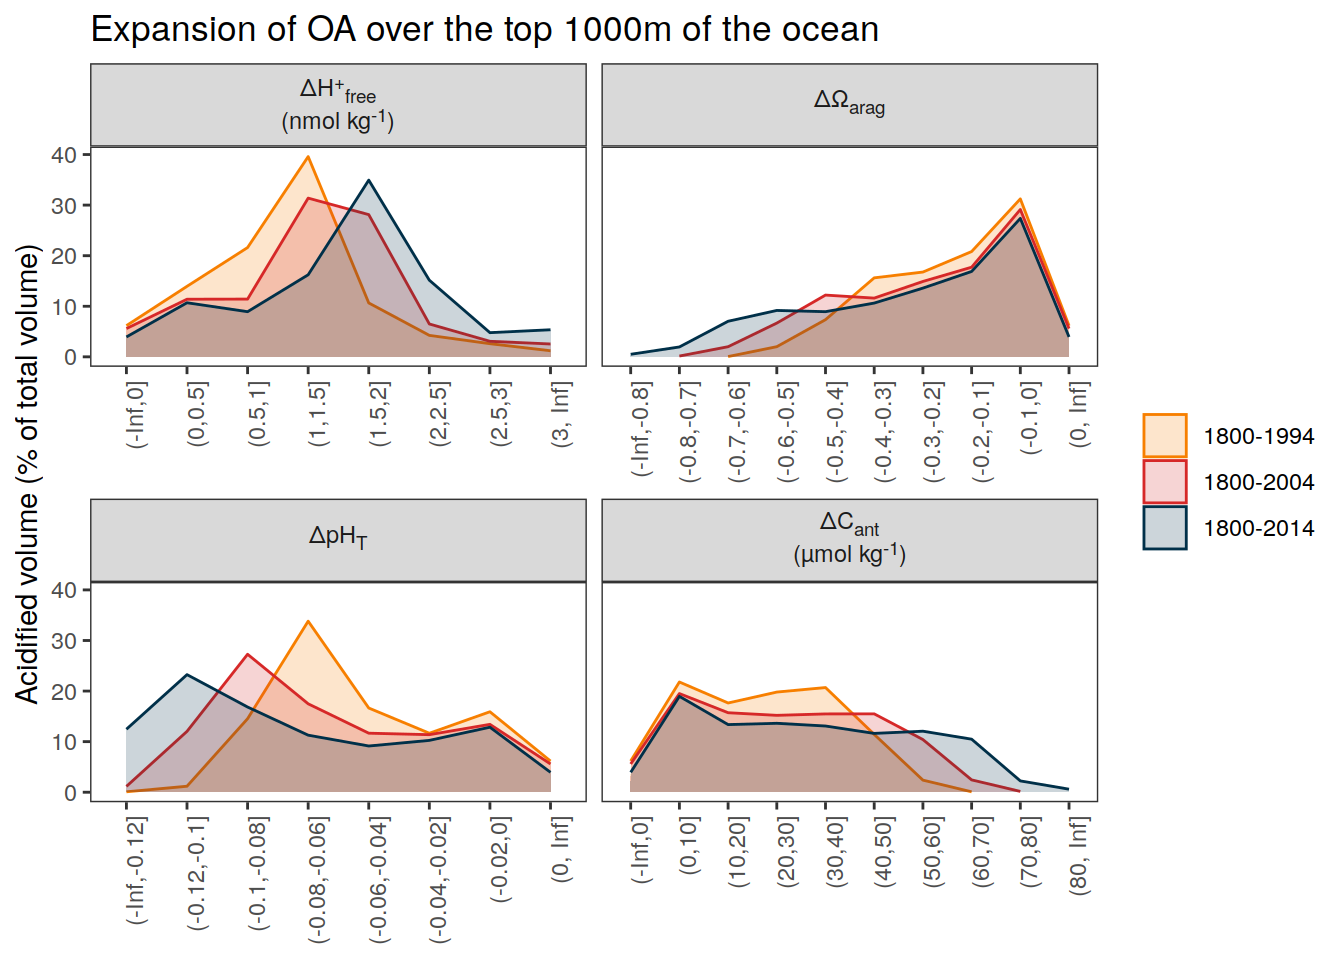 Expansion of OA over the top 1000m of the ocean
Acidified volume (% of total volume)
ΔH⁺free
(nmol kg⁻¹)
40
30
20
10
0
(-Inf,0]
(0,0.5]
(0.5,1]
(1,1.5]
(1.5,2]
(2,2.5]
(2.5,3]
(3, Inf]
ΔΩarag
(-Inf,-0.8]
(-0.8,-0.7]
(-0.7,-0.6]
(-0.6,-0.5]
(-0.5,-0.4]
(-0.4,-0.3]
(-0.3,-0.2]
(-0.2,-0.1]
(-0.1,0]
(0, Inf]
ΔpHT
40
30
20
10
0
(-Inf,-0.12]
(-0.12,-0.1]
(-0.1,-0.08]
(-0.08,-0.06]
(-0.06,-0.04]
(-0.04,-0.02]
(-0.02,0]
(0, Inf]
ΔCant
(μmol kg⁻¹)
(-Inf,0]
(0,10]
(10,20]
(20,30]
(30,40]
(40,50]
(50,60]
(60,70]
(70,80]
(80, Inf]
1800-1994
1800-2004
1800-2014